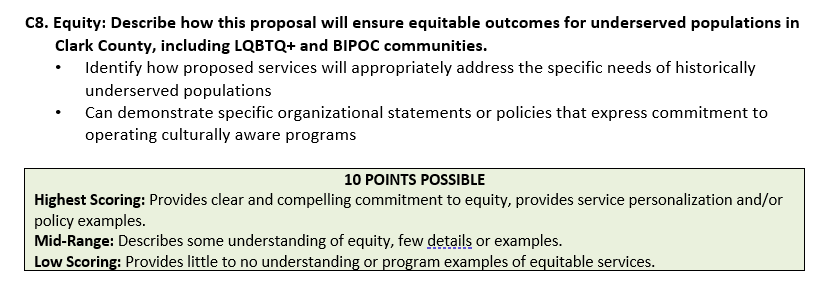 C8. Equity: Describe how this proposal will ensure equitable outcomes for underserved populations in
Clark County, including LQBTQ+ and BIPOC communities.
• Identify how proposed services will appropriately address the specific needs of historically
underserved populations
• Can demonstrate specific organizational statements or policies that express commitment to
operating culturally aware programs
10 POINTS POSSIBLE
Highest Scoring: Provides clear and compelling commitment to equity, provides service personalization and/or
policy examples.
Mid-Range: Describes some understanding of equity, few details or examples.
Low Scoring: Provides little to no understanding or program examples of equitable services.